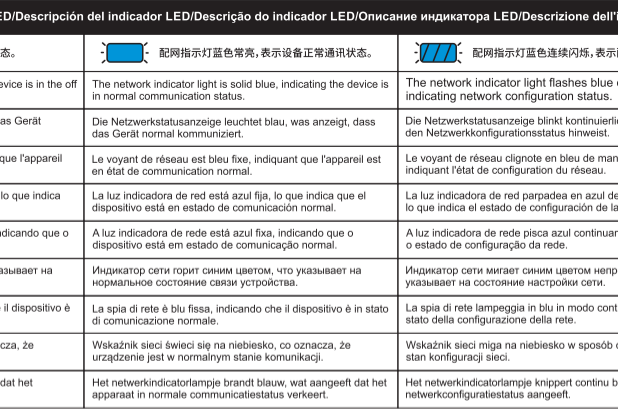 ED/Descripción del indicador LED/Descrição do indicador LED/Описание индикатора LED/Descrizione dell'i
态。
配网指示灯蓝色常亮,表示设备正常通讯状态。
配网指示灯蓝色连续闪烁,表示
evice is in the off
The network indicator light is solid blue, indicating the device is
in normal communication status.
The network indicator light flashes blue
indicating network configuration status.
as Gerät
Die Netzwerkstatusanzeige leuchtet blau, was anzeigt, dass
das Gerät normal kommuniziert.
Die Netzwerkstatusanzeige blinkt kontinuierli
den Netzwerkkonfigurationsstatus hinweist.
que l'appareil
Le voyant de réseau est bleu fixe, indiquant que l'appareil est
en état de communication normal.
Le voyant de réseau clignote en bleu de man
indiquant l'état de configuration du réseau.
lo que indica
La luz indicadora de red está azul fija, lo que indica que el
dispositivo está en estado de comunicación normal.
La luz indicadora de red parpadea en azul de
lo que indica el estado de configuración de la
ndicando que o
A luz indicadora de rede está azul fixa, indicando que o
dispositivo está em estado de comunicação normal.
A luz indicadora de rede pisca azul continuar
o estado de configuração da rede.
азывает на
Индикатор сети горит синим цветом, что указывает на
нормальное состояние связи устройства.
Индикатор сети мигает синим цветом непр
указывает на состояние настройки сети.
e il dispositivo è
La spia di rete è blu fissa, indicando che il dispositivo è in stato
di comunicazione normale.
La spia di rete lampeggia in blu in modo cont
stato della configurazione della rete.
cza, że
Wskaźnik sieci świeci się na niebiesko, co oznacza, że
urządzenie jest w normalnym stanie komunikacji.
Wskaźnik sieci miga na niebiesko w sposób
stan konfiguracji sieci.
dat het
Het netwerkindicatorlampje brandt blauw, wat aangeeft dat het
apparaat in normale communicatiestatus verkeert.
Het netwerkindicatorlampje knippert continu b
netwerkconfiguratiestatus aangeeft.